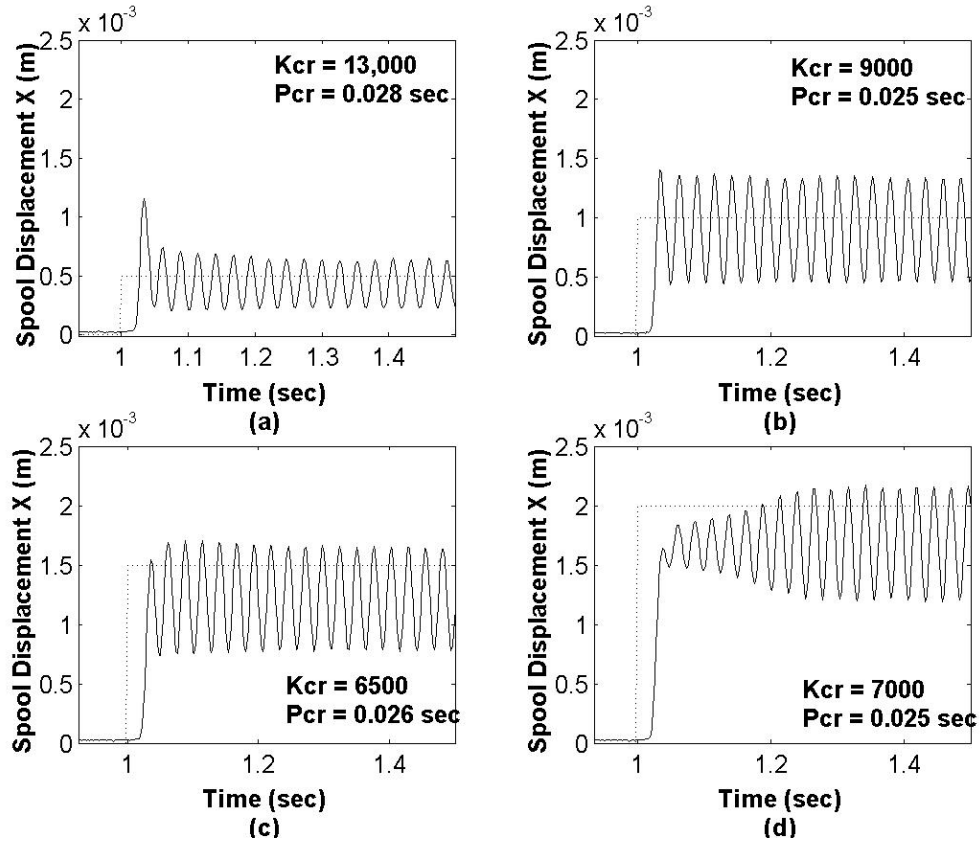 x 10⁻³
2.5
2
1.5
1
0.5
0
Spool Displacement X (m)
Kcr = 13,000
Pcr = 0.028 sec
1 1.1 1.2 1.3 1.4
Time (sec)
(a)
x 10⁻³
2.5
2
1.5
1
0.5
0
Spool Displacement X (m)
Kcr = 9000
Pcr = 0.025 sec
1 1.2 1.4
Time (sec)
(b)
x 10⁻³
2.5
2
1.5
1
0.5
0
Spool Displacement X (m)
Kcr = 6500
Pcr = 0.026 sec
1 1.2 1.4
Time (sec)
(c)
x 10⁻³
2.5
2
1.5
1
0.5
0
Spool Displacement X (m)
Kcr = 7000
Pcr = 0.025 sec
1 1.2 1.4
Time (sec)
(d)